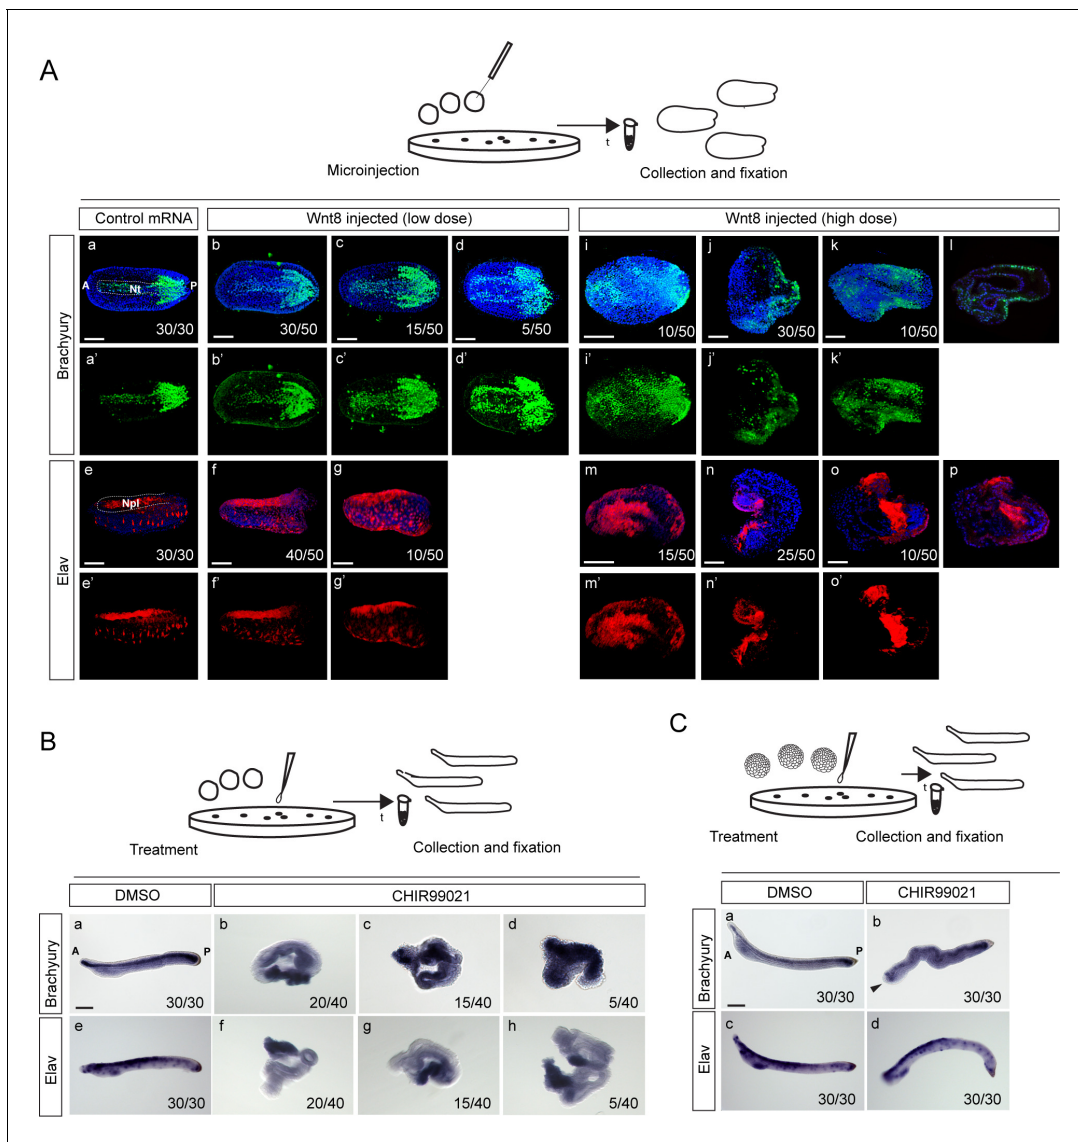 A
t
Microinjection
Collection and fixation
Control mRNA
Wnt8 injected (low dose)
Wnt8 injected (high dose)
Brachyury
a
A
Nt
P
30/30
b
30/50
c
15/50
d
5/50
i
10/50
j
30/50
k
10/50
l
a'
b'
c'
d'
i'
j'
k'
Elav
e
Npl
30/30
f
40/50
g
10/50
m
15/50
n
25/50
o
10/50
p
e'
f'
g'
m'
n'
o'
B
t
Treatment
Collection and fixation
DMSO
CHIR99021
Brachyury
a
A
P
30/30
b
20/40
c
15/40
d
5/40
Elav
e
30/30
f
20/40
g
15/40
h
5/40
C
t
Treatment
Collection and fixation
DMSO
CHIR99021
Brachyury
a
A
P
30/30
b
30/30
Elav
c
30/30
d
30/30